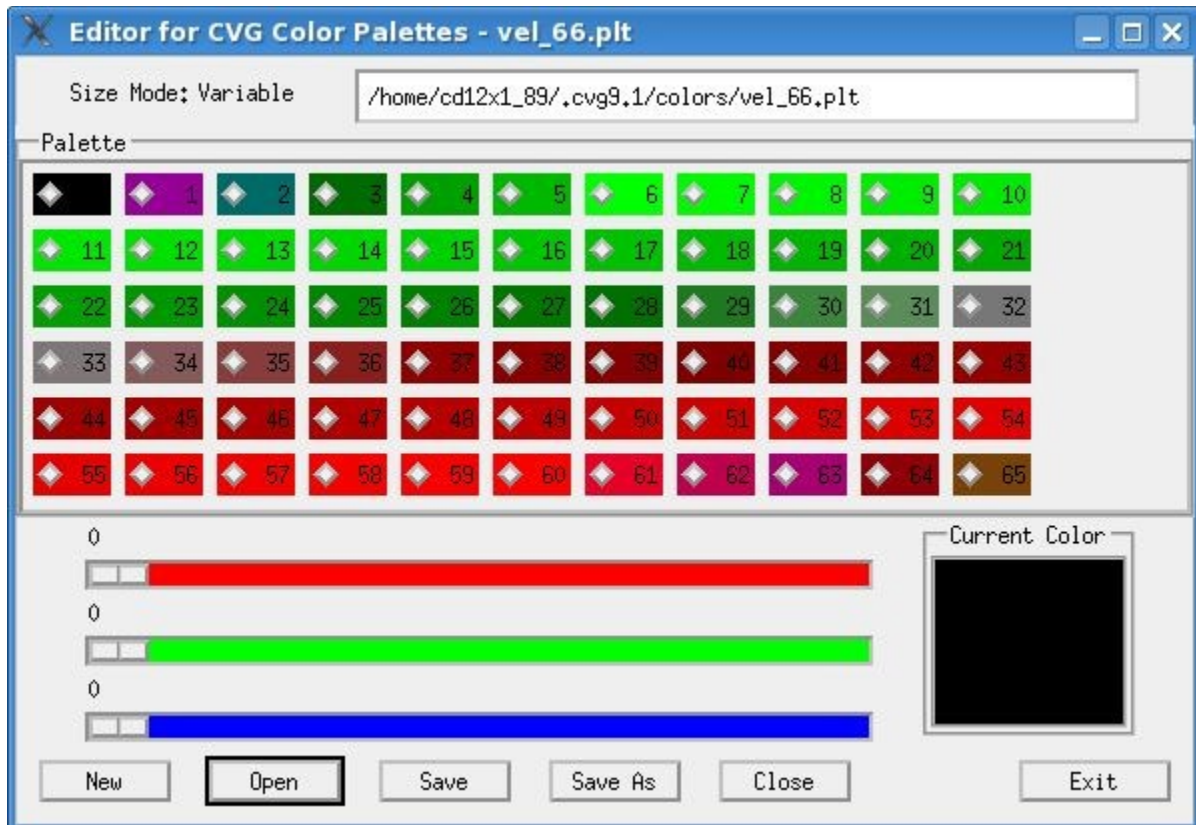 Editor for CVG Color Palettes - vel_66.plt
Size Mode: Variable /home/cd12x1_89/.cvg9.1/colors/vel_66.plt
Palette
1 2 3 4 5 6 7 8 9 10
11 12 13 14 15 16 17 18 19 20 21
22 23 24 25 26 27 28 29 30 31 32
33 34 35 36 37 38 39 40 41 42 43
44 45 46 47 48 49 50 51 52 53 54
55 56 57 58 59 60 61 62 63 64 65
0
Current Color
0
0
New Open Save Save As Close Exit